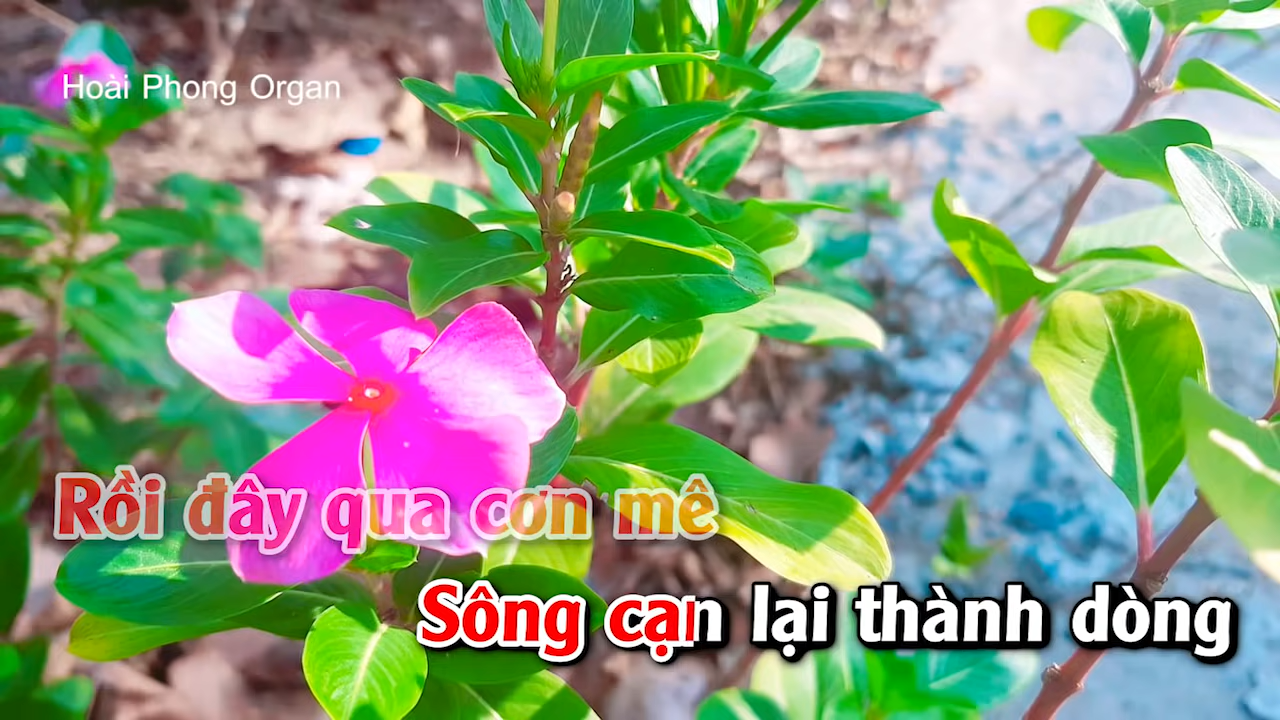 Hoài Phong Organ
Rồi đây qua cơn mê
Sông cạn lại thành dòng